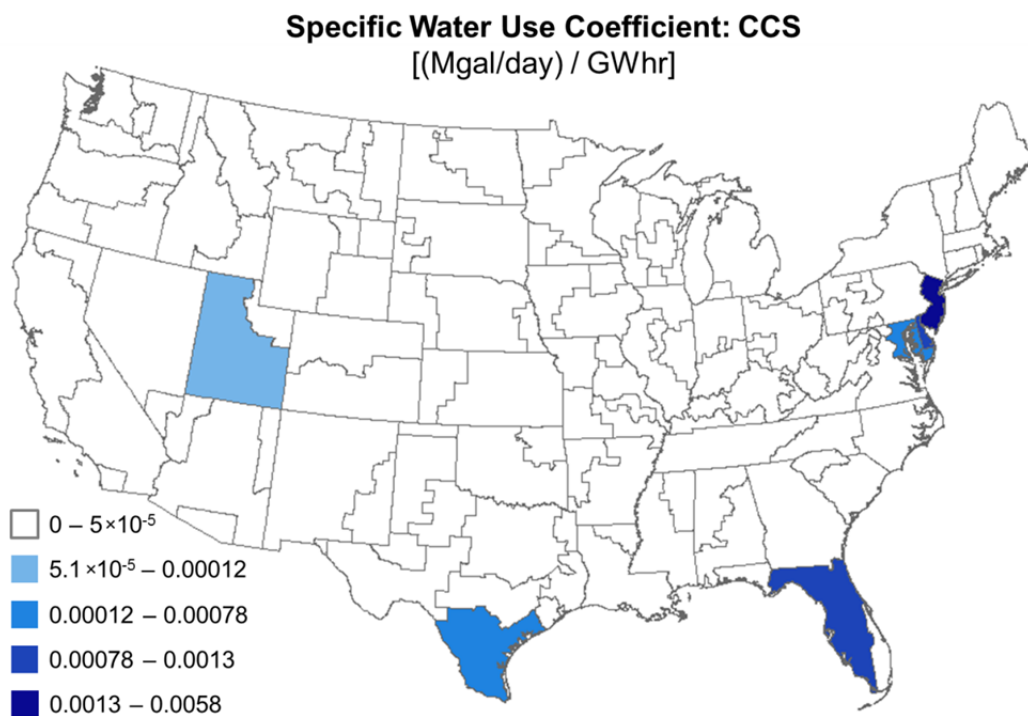 Specific Water Use Coefficient: CCS
[(Mgal/day) / GWhr]
0 – 5×10⁻⁵
5.1 ×10⁻⁵ – 0.00012
0.00012 – 0.00078
0.00078 – 0.0013
0.0013 – 0.0058